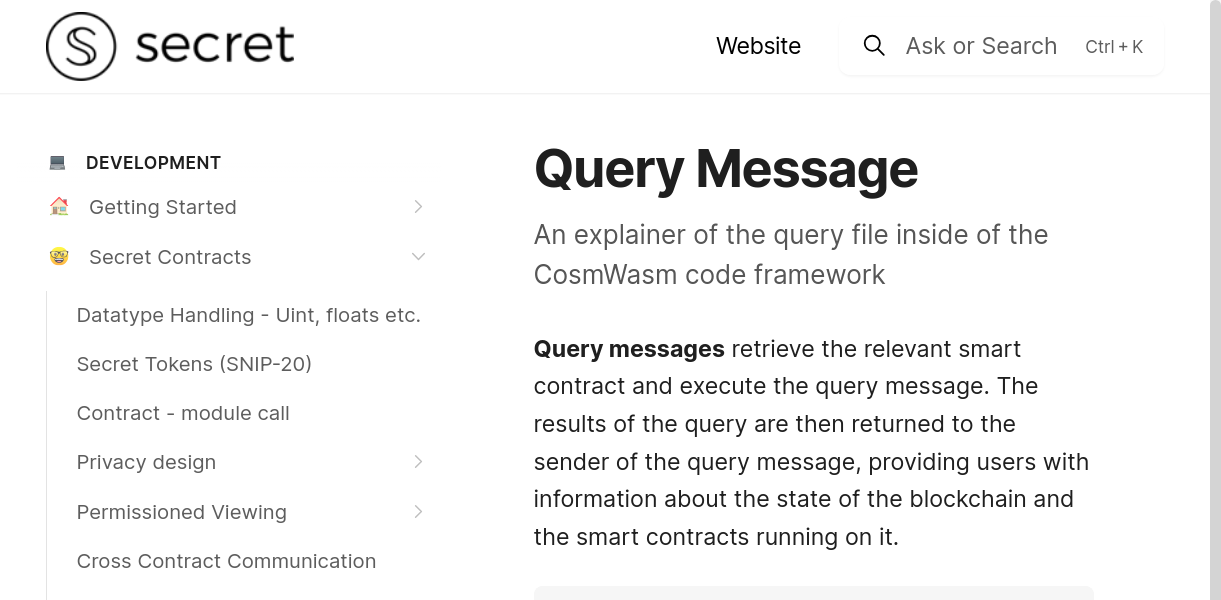 secret
Website
Ask or Search
Ctrl + K
DEVELOPMENT
Getting Started
Secret Contracts
Datatype Handling - Uint, floats etc.
Secret Tokens (SNIP-20)
Contract - module call
Privacy design
Permissioned Viewing
Cross Contract Communication
Query Message
An explainer of the query file inside of the
CosmWasm code framework
Query messages retrieve the relevant smart
contract and execute the query message. The
results of the query are then returned to the
sender of the query message, providing users with
information about the state of the blockchain and
the smart contracts running on it.